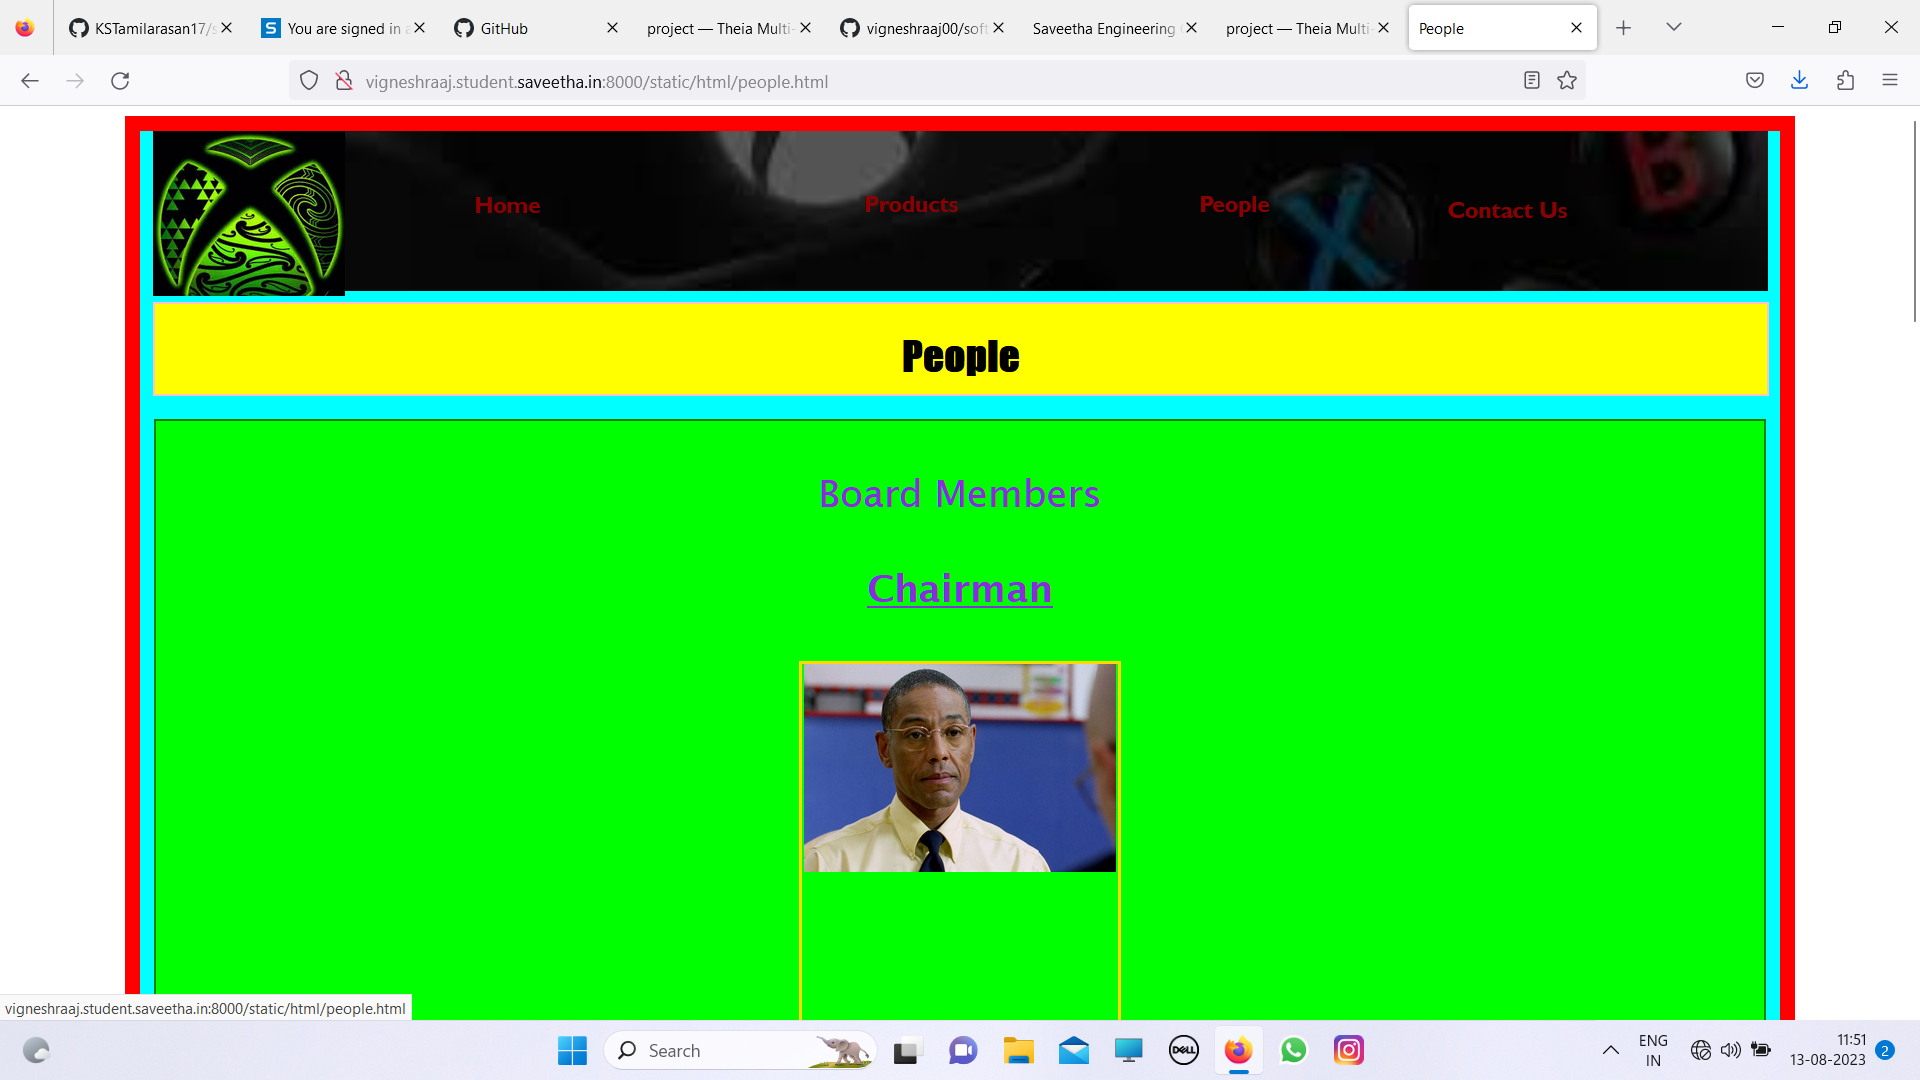 KSTamilarasan17/s
You are signed in a
GitHub
project — Theia Multi-
vigneshraaj00/soft
Saveetha Engineering
project — Theia Multi-
People
vigneshraaj.student.saveetha.in:8000/static/html/people.html
Home
Products
People
Contact Us
People
Board Members
Chairman
vigneshraaj.student.saveetha.in:8000/static/html/people.html
Search
DELL
ENG
IN
11:51
13-08-2023
2